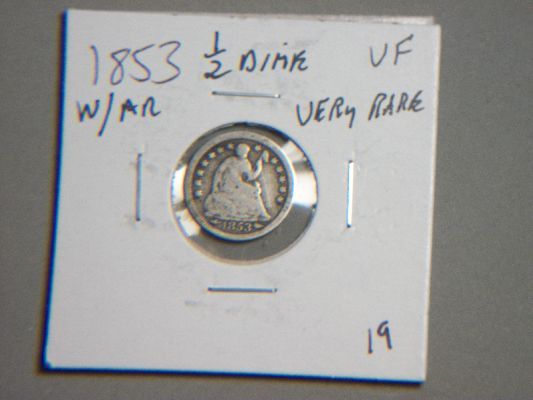 1853 ½ DIME VF
W/AR VERY RARE
1853
19